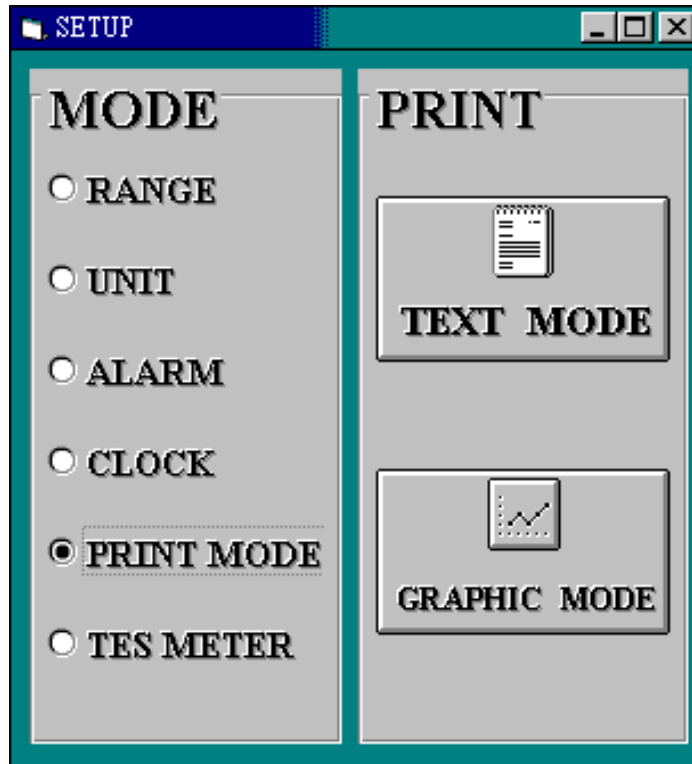 SETUP
MODE
RANGE
UNIT
ALARM
CLOCK
PRINT MODE
TES METER
PRINT
TEXT MODE
GRAPHIC MODE